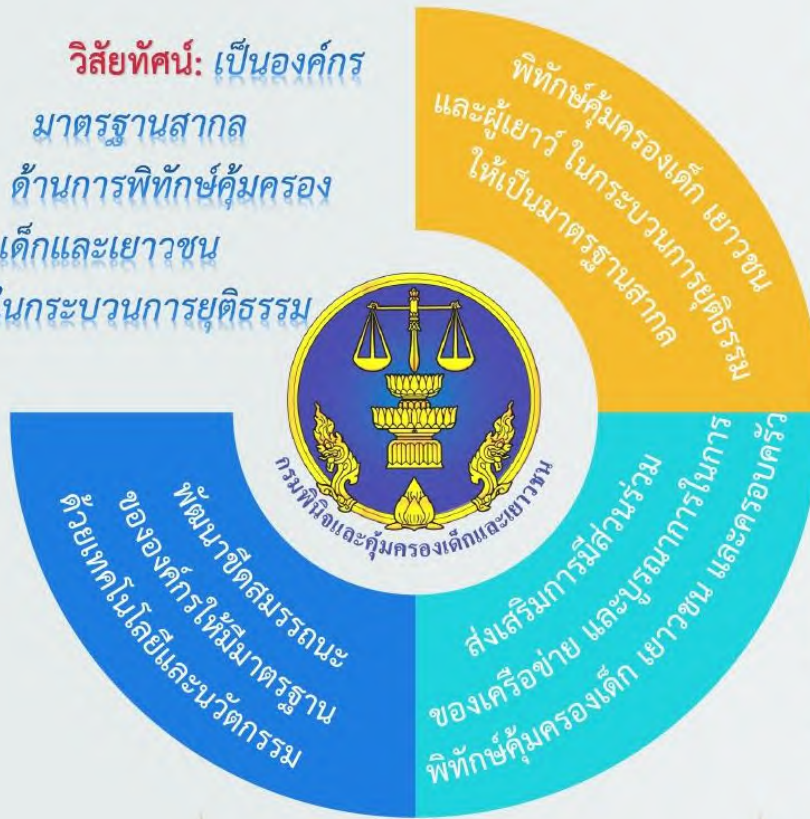 วิสัยทัศน์: เป็นองค์กร
มาตรฐานสากล
ด้านการพิทักษ์คุ้มครอง
เด็กและเยาวชน
ในกระบวนการยุติธรรม
พิทักษ์คุ้มครองเด็ก เยาวชน
และผู้เยาว์ ในกระบวนการยุติธรรม
ให้เป็นมาตรฐานสากล
ส่งเสริมการมีส่วนร่วม
ของเครือข่าย และบูรณาการในการ
พิทักษ์คุ้มครองเด็ก เยาวชน และครอบครัว
พัฒนาขีดสมรรถนะ
ขององค์กรให้มีมาตรฐาน
ด้วยเทคโนโลยีและนวัตกรรม
กรมพินิจและคุ้มครองเด็กและเยาวชน